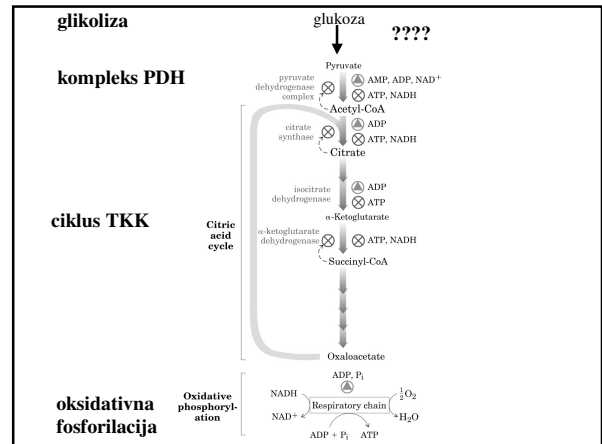 glikoliza
glukoza
????
kompleks PDH
Pyruvate
pyruvate
dehydrogenase
complex
AMP, ADP, NAD⁺
ATP, NADH
Acetyl-CoA
citrate
synthase
ADP
ATP, NADH
Citrate
isocitrate
dehydrogenase
ADP
ATP
ciklus TKK
Citric
acid
cycle
α-Ketoglutarate
α-ketoglutarate
dehydrogenase
ATP, NADH
Succinyl-CoA
Oxaloacetate
oksidativna
fosforilacija
Oxidative
phosphoryl-
ation
ADP, Pᵢ
NADH
Respiratory chain
½O₂
NAD⁺
H₂O
ADP + Pᵢ
ATP